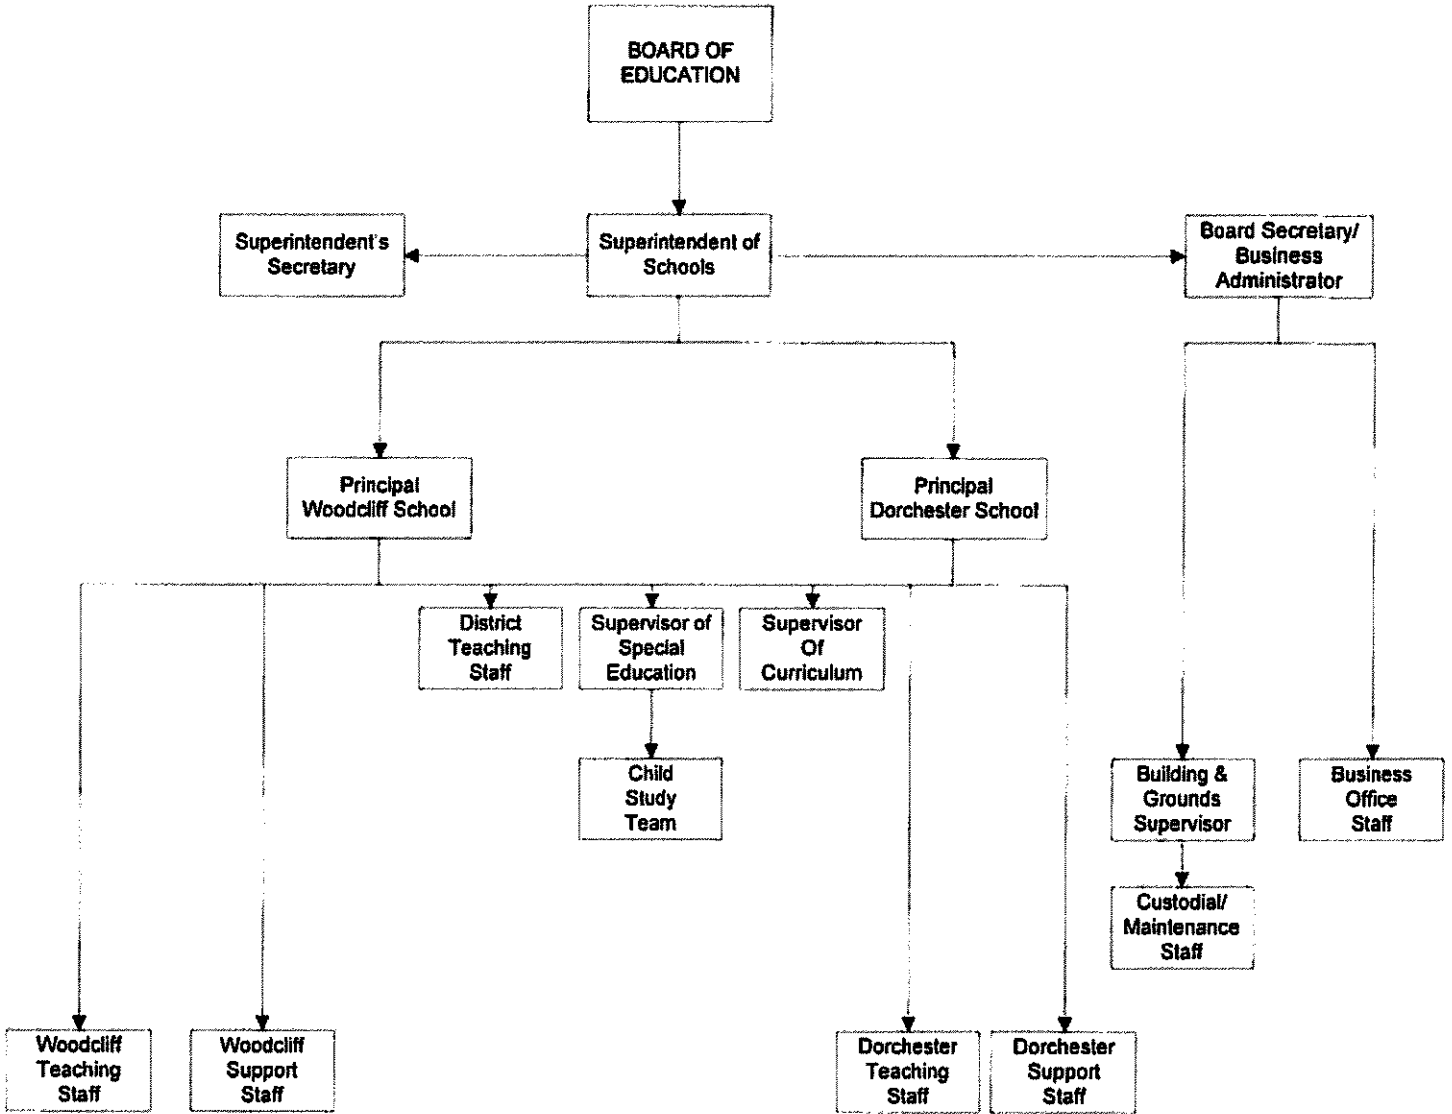 BOARD OF
EDUCATION
Superintendent's
Secretary
Superintendent of
Schools
Board Secretary/
Business
Administrator
Principal
Woodcliff School
Principal
Dorchester School
District
Teaching
Staff
Supervisor of
Special
Education
Supervisor
Of
Curriculum
Child
Study
Team
Building &
Grounds
Supervisor
Business
Office
Staff
Custodial/
Maintenance
Staff
Woodcliff
Teaching
Staff
Woodcliff
Support
Staff
Dorchester
Teaching
Staff
Dorchester
Support
Staff